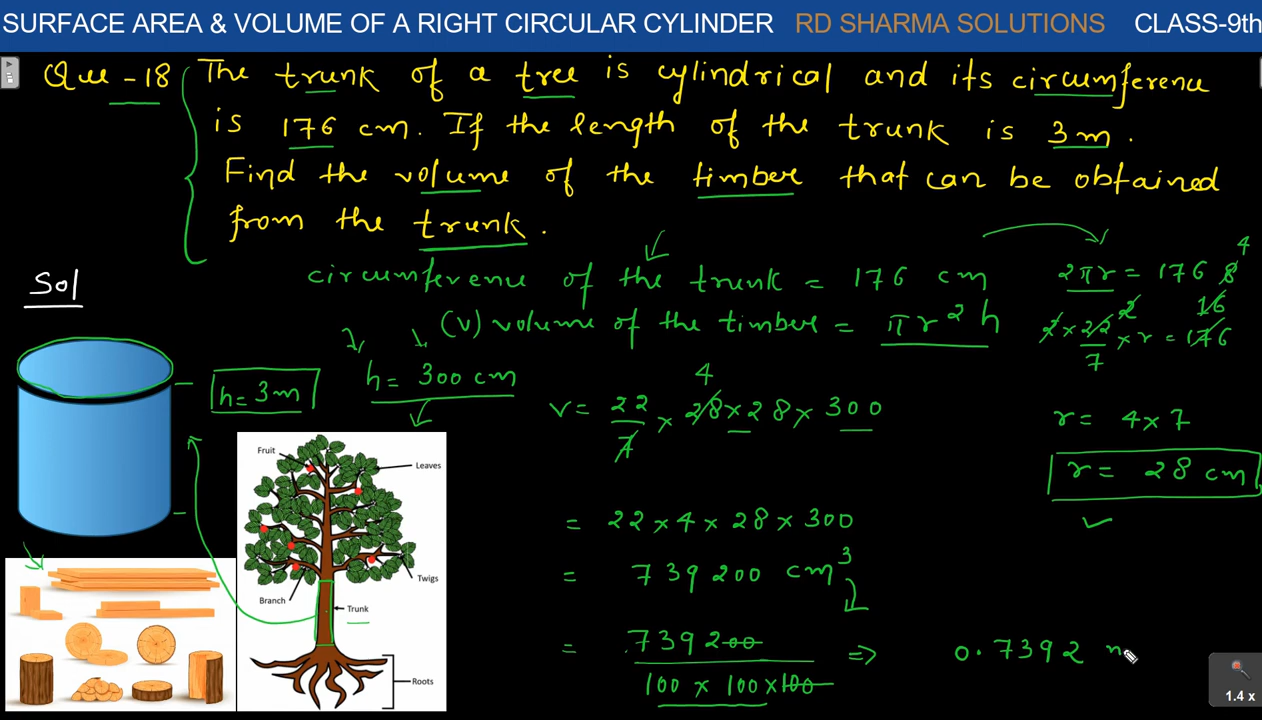 SURFACE AREA & VOLUME OF A RIGHT CIRCULAR CYLINDER RD SHARMA SOLUTIONS CLASS-9th
Que-18 The trunk of a tree is cylindrical and its circumference
is 176 cm. If the length of the trunk is 3m.
Find the volume of the timber that can be obtained
from the trunk.
Sol
circumference of the trunk = 176 cm
(V) volume of the timber = πr²h
h = 3m
h = 300 cm
V = 22/7 × 28 × 28 × 300
4
= 22 × 4 × 28 × 300
= 739200 cm³
= 739200
100 × 100 × 100
=> 0.7392 m
2πr = 176 8 4
2 × 22/7 × r = 176
2 16
r = 4 × 7
r = 28 cm
Fruit
Leaves
Twigs
Branch
Trunk
Roots
1.4 x